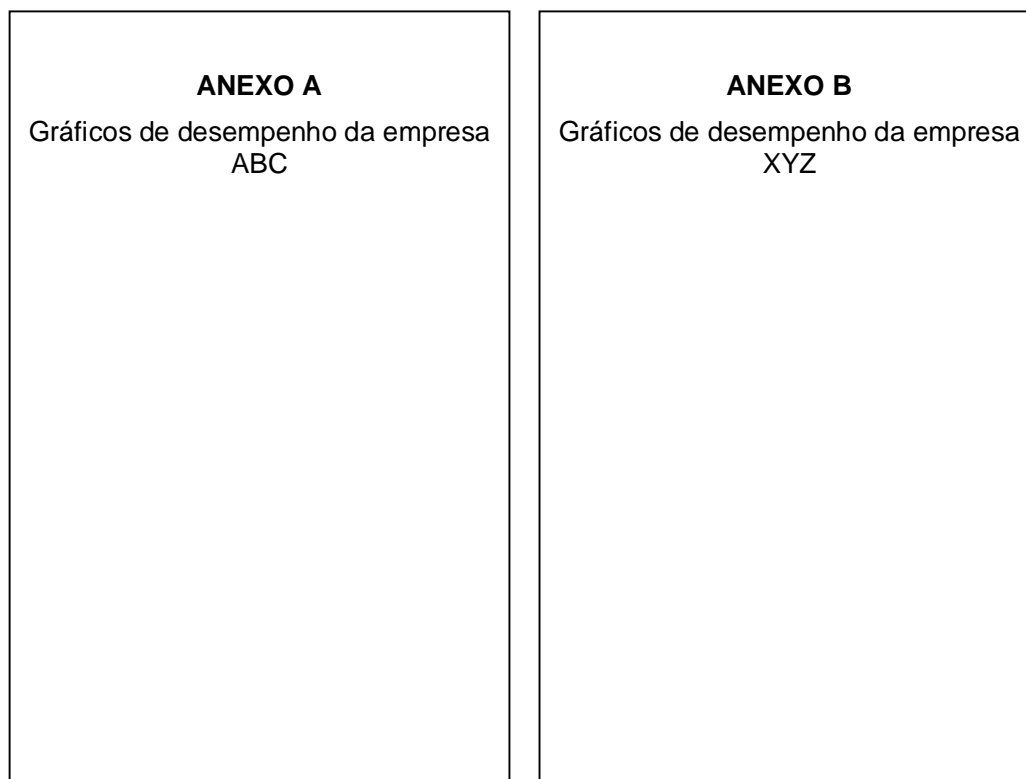 ANEXO A
Gráficos de desempenho da empresa
ABC
ANEXO B
Gráficos de desempenho da empresa
XYZ